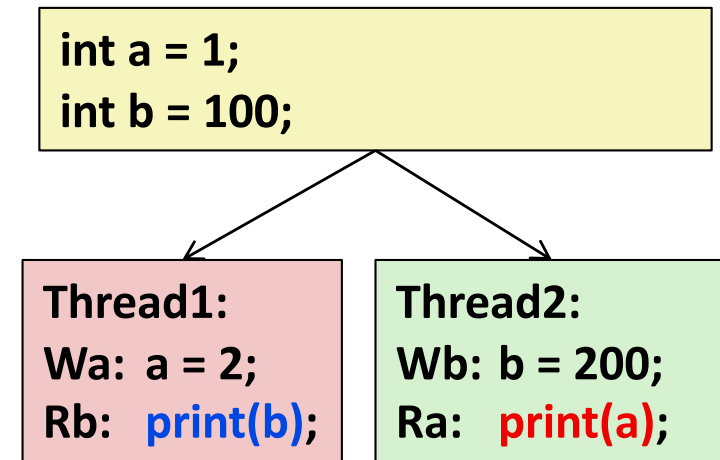 int a = 1;
int b = 100;
Thread1:
Wa: a = 2;
Rb: print(b);
Thread2:
Wb: b = 200;
Ra: print(a);